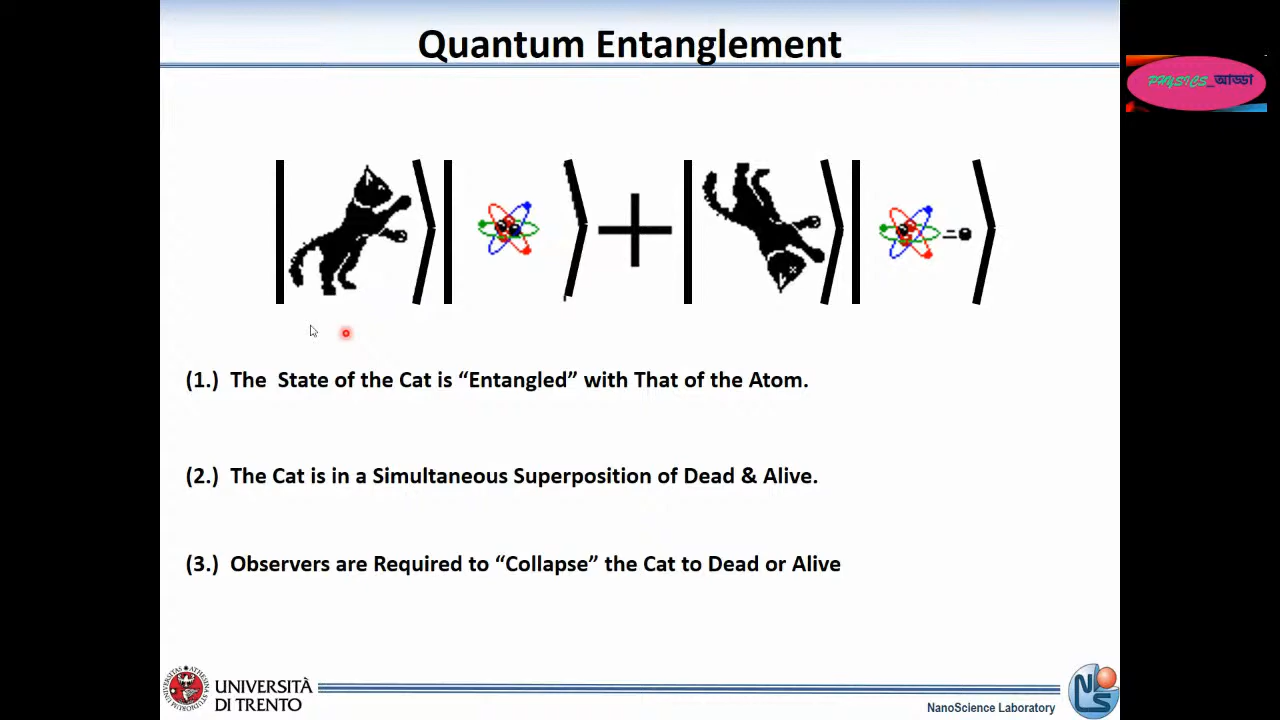 Quantum Entanglement
PHYSICS_আড্ডা
(1.) The State of the Cat is “Entangled” with That of the Atom.
(2.) The Cat is in a Simultaneous Superposition of Dead & Alive.
(3.) Observers are Required to “Collapse” the Cat to Dead or Alive
UNIVERSITÀ
DI TRENTO
NanoScience Laboratory